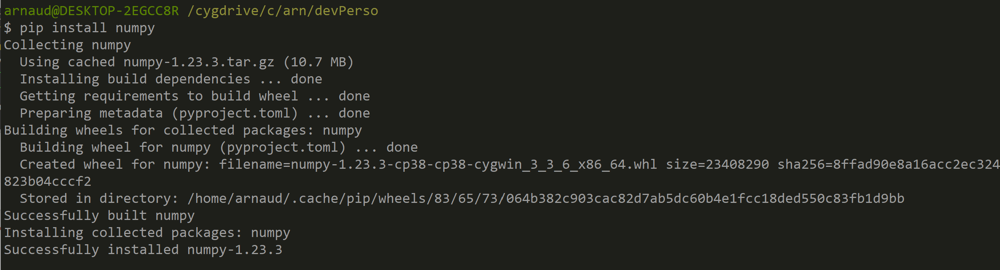 arnaud@DESKTOP-2EGCC8R /cygdrive/c/arn/devPerso
$ pip install numpy
Collecting numpy
  Using cached numpy-1.23.3.tar.gz (10.7 MB)
  Installing build dependencies ... done
  Getting requirements to build wheel ... done
  Preparing metadata (pyproject.toml) ... done
Building wheels for collected packages: numpy
  Building wheel for numpy (pyproject.toml) ... done
  Created wheel for numpy: filename=numpy-1.23.3-cp38-cp38-cygwin_3_3_6_x86_64.whl size=23408290 sha256=8ffad90e8a16acc2ec324
823b04cccf2
  Stored in directory: /home/arnaud/.cache/pip/wheels/83/65/73/064b382c903cac82d7ab5dc60b4e1fcc18ded550c83fb1d9bb
Successfully built numpy
Installing collected packages: numpy
Successfully installed numpy-1.23.3